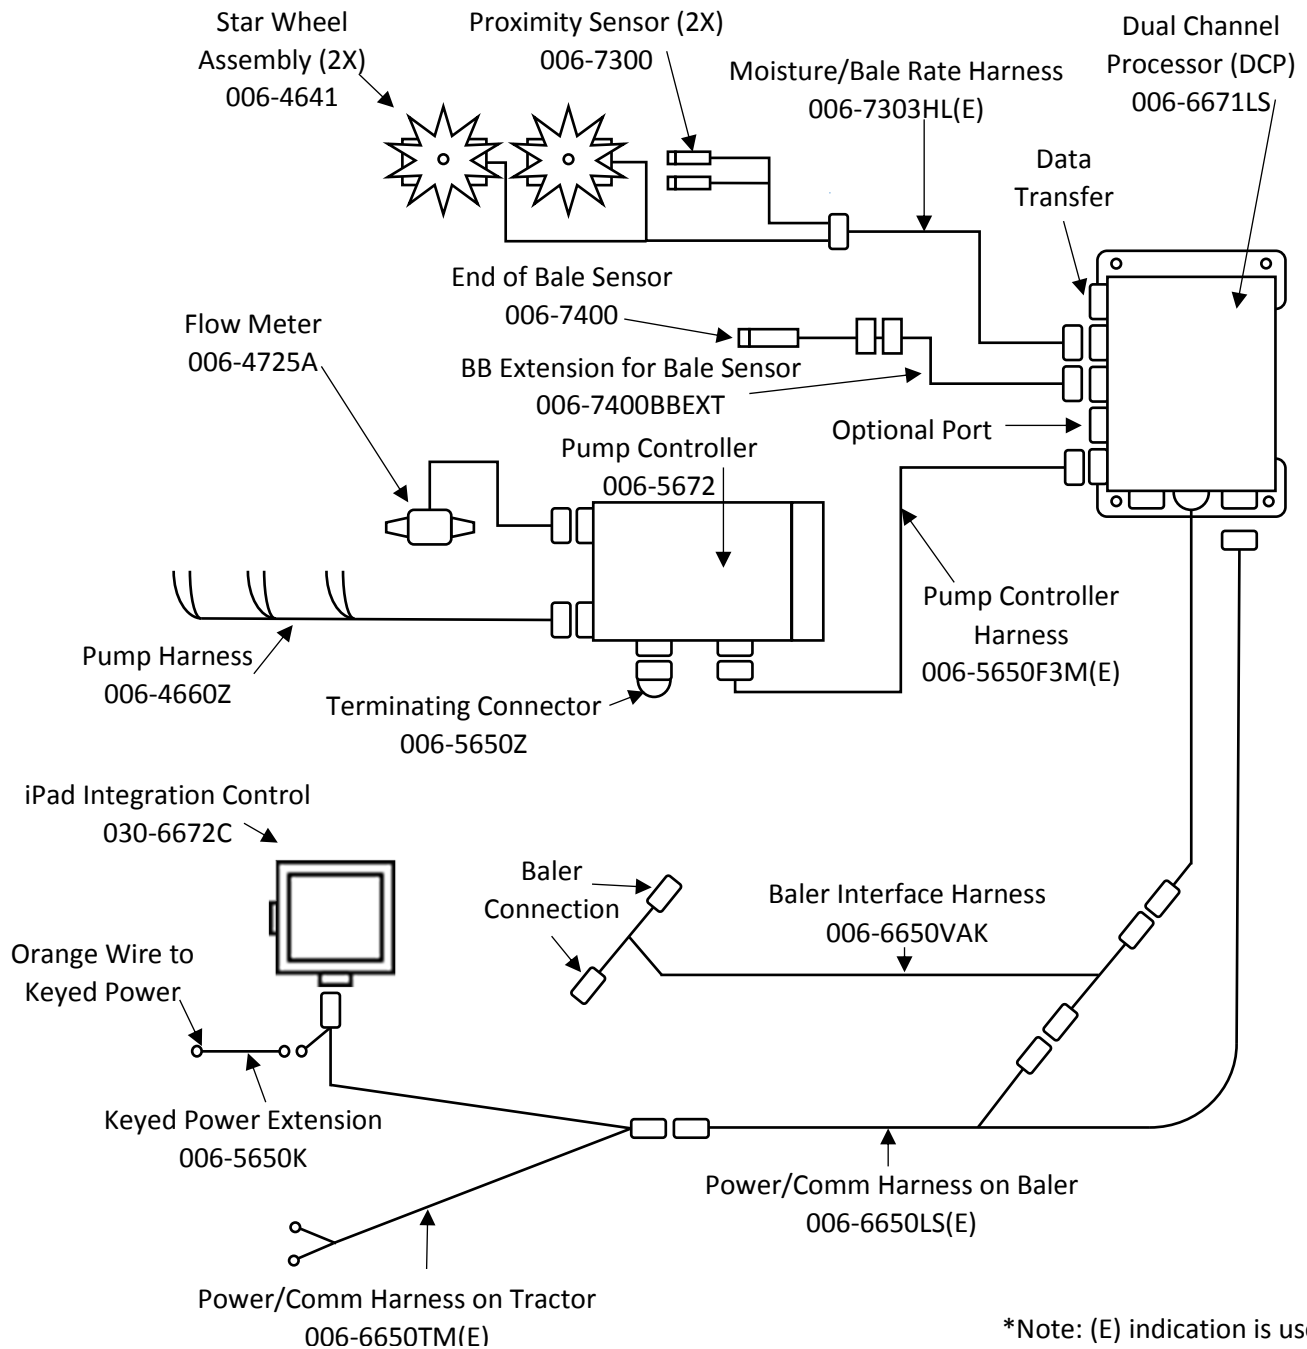 Star Wheel
Assembly (2X)
006-4641
Proximity Sensor (2X)
006-7300
Moisture/Bale Rate Harness
006-7303HL(E)
Dual Channel
Processor (DCP)
006-6671LS
Data
Transfer
End of Bale Sensor
006-7400
Flow Meter
006-4725A
BB Extension for Bale Sensor
006-7400BBEXT
Optional Port
Pump Controller
006-5672
Pump Controller
Harness
006-5650F3M(E)
Pump Harness
006-4660Z
Terminating Connector
006-5650Z
iPad Integration Control
030-6672C
Baler
Connection
Baler Interface Harness
006-6650VAK
Orange Wire to
Keyed Power
Keyed Power Extension
006-5650K
Power/Comm Harness on Baler
006-6650LS(E)
Power/Comm Harness on Tractor
006-6650TM(E)
*Note: (E) indication is use